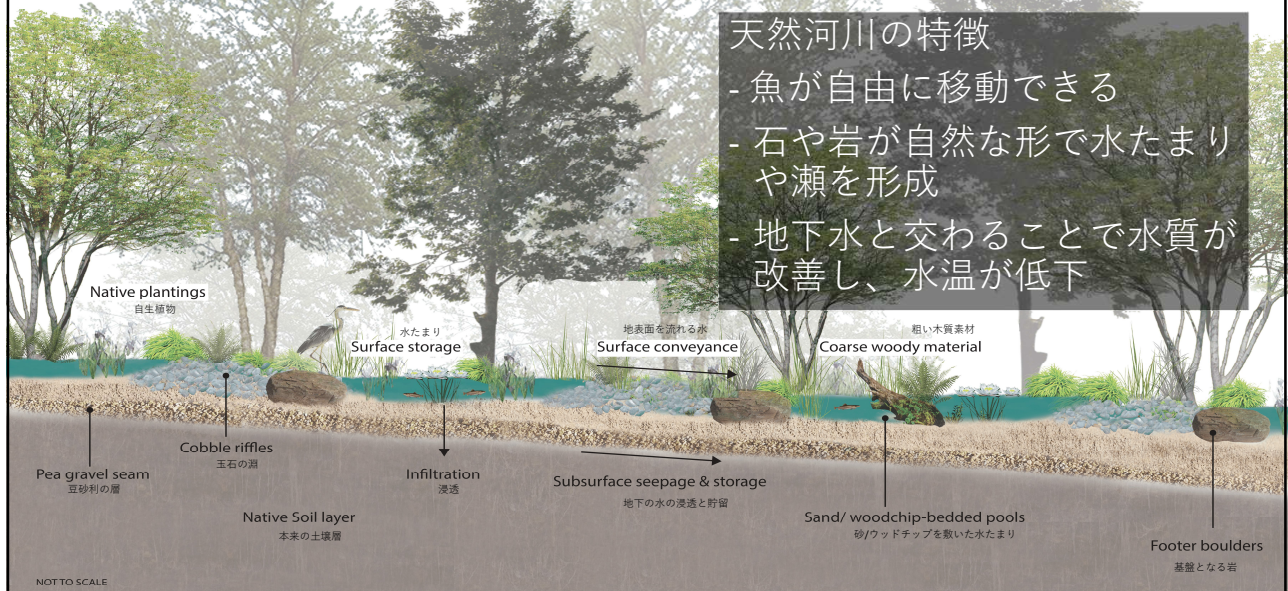 天然河川の特徴
- 魚が自由に移動できる
- 石や岩が自然な形で水たまり
や瀬を形成
- 地下水と交わることで水質が
改善し、水温が低下
Native plantings
自生植物
水たまり
Surface storage
地表面を流れる水
Surface conveyance
粗い木質素材
Coarse woody material
Cobble riffles
玉石の淵
Pea gravel seam
豆砂利の層
Infiltration
浸透
Subsurface seepage & storage
地下の水の浸透と貯留
Native Soil layer
本来の土壌層
Sand/ woodchip-bedded pools
砂/ウッドチップを敷いた水たまり
Footer boulders
基盤となる岩
NOT TO SCALE